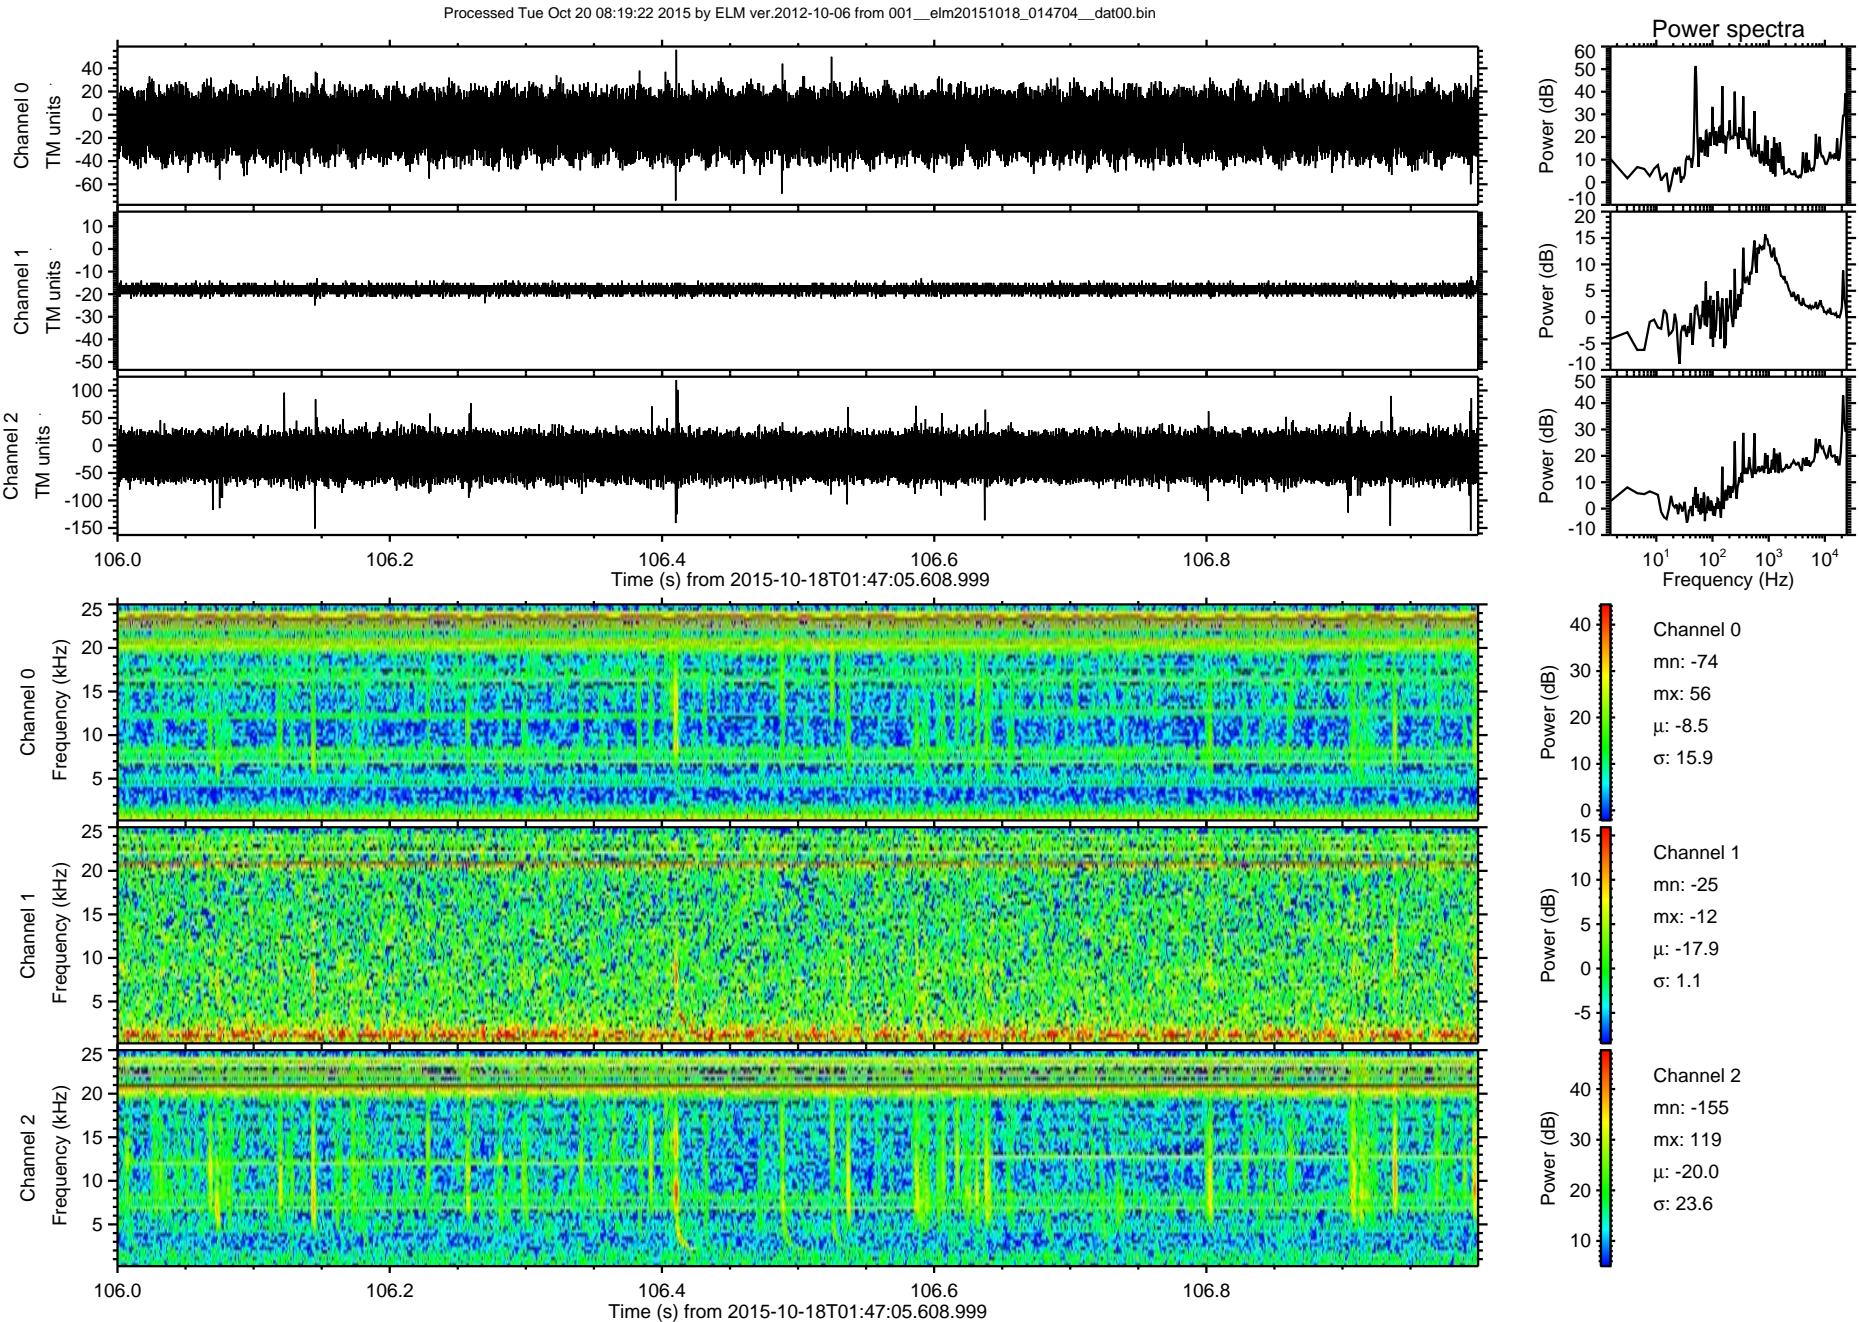 Processed Tue Oct 20 08:19:22 2015 by ELM ver.2012-10-06 from 001__elm20151018_014704__dat00.bin
Power spectra
Channel 0
TM units
40
20
0
-20
-40
-60
Power (dB)
60
50
40
30
20
10
0
-10
Channel 1
TM units
10
0
-10
-20
-30
-40
-50
Power (dB)
20
15
10
5
0
-5
-10
Channel 2
TM units
100
50
0
-50
-100
-150
Power (dB)
50
40
30
20
10
0
-10
106.0 106.2 106.4 106.6 106.8
Time (s) from 2015-10-18T01:47:05.608.999
10¹ 10² 10³ 10⁴
Frequency (Hz)
Channel 0
Frequency (kHz)
25
20
15
10
5
Power (dB)
40
30
20
10
0
Channel 0
mn: -74
mx: 56
μ: -8.5
σ: 15.9
Channel 1
Frequency (kHz)
25
20
15
10
5
Power (dB)
15
10
5
0
-5
Channel 1
mn: -25
mx: -12
μ: -17.9
σ: 1.1
Channel 2
Frequency (kHz)
25
20
15
10
5
Power (dB)
40
30
20
10
Channel 2
mn: -155
mx: 119
μ: -20.0
σ: 23.6
106.0 106.2 106.4 106.6 106.8
Time (s) from 2015-10-18T01:47:05.608.999